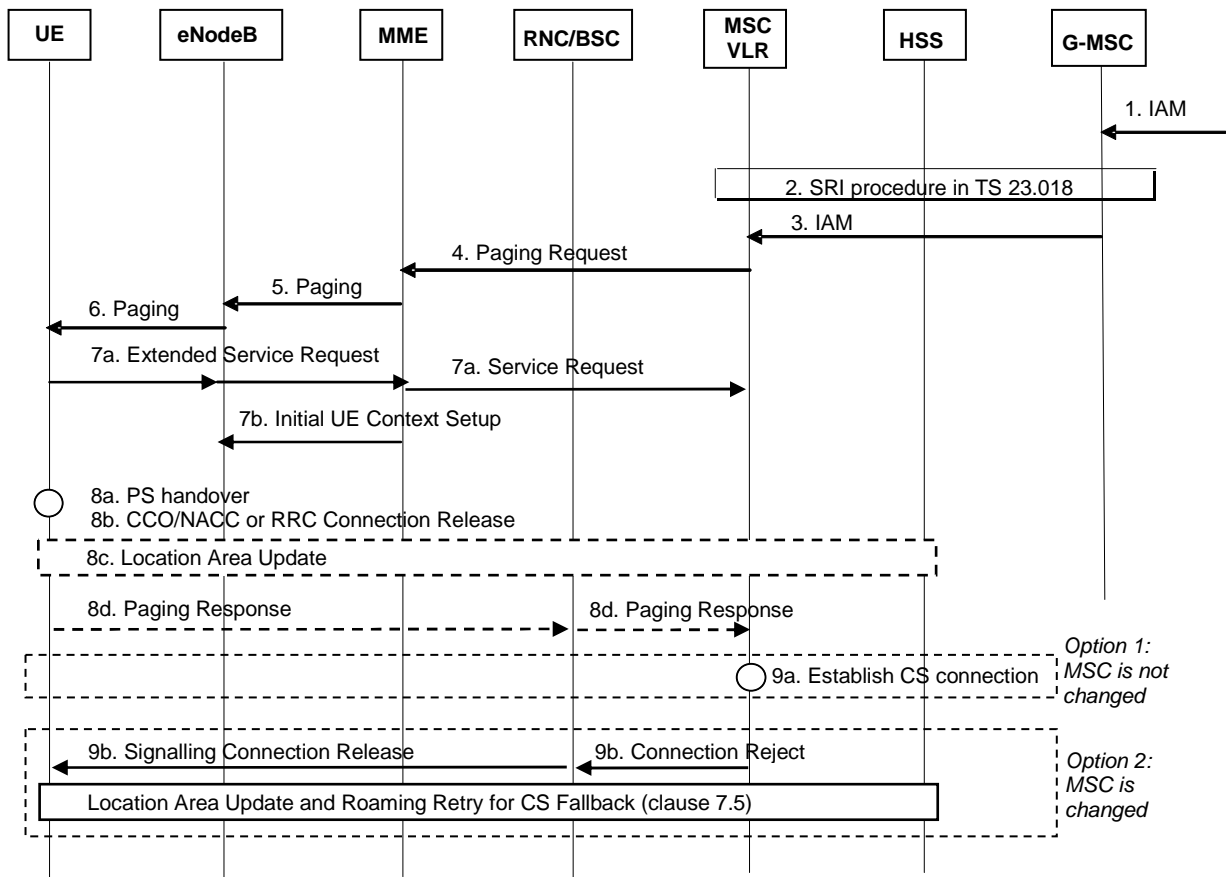 UE
eNodeB
MME
RNC/BSC
MSC
VLR
HSS
G-MSC
1. IAM
2. SRI procedure in TS 23.018
3. IAM
4. Paging Request
5. Paging
6. Paging
7a. Extended Service Request
7a. Service Request
7b. Initial UE Context Setup
8a. PS handover
8b. CCO/NACC or RRC Connection Release
8c. Location Area Update
8d. Paging Response
8d. Paging Response
Option 1:
MSC is not
changed
9a. Establish CS connection
9b. Signalling Connection Release
9b. Connection Reject
Option 2:
MSC is
changed
Location Area Update and Roaming Retry for CS Fallback (clause 7.5)